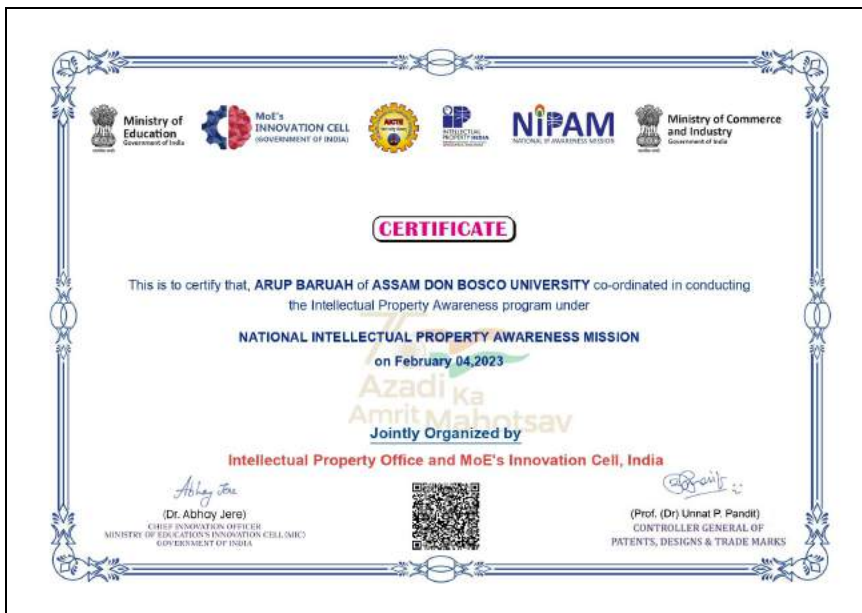 Ministry of
Education
Government of India
MoE's
INNOVATION CELL
(GOVERNMENT OF INDIA)
AICTE
INTELLECTUAL
PROPERTY INDIA
NiPAM
NATIONAL IP AWARENESS MISSION
Ministry of Commerce
and Industry
Government of India
CERTIFICATE
This is to certify that, ARUP BARUAH of ASSAM DON BOSCO UNIVERSITY co-ordinated in conducting
the Intellectual Property Awareness program under
NATIONAL INTELLECTUAL PROPERTY AWARENESS MISSION
on February 04,2023
75
Azadi Ka
Amrit Mahotsav
Jointly Organized by
Intellectual Property Office and MoE's Innovation Cell, India
Abhay Jere
(Dr. Abhay Jere)
CHIEF INNOVATION OFFICER
MINISTRY OF EDUCATION'S INNOVATION CELL (MIC)
GOVERNMENT OF INDIA
(Prof. (Dr) Unnat P. Pandit)
CONTROLLER GENERAL OF
PATENTS, DESIGNS & TRADE MARKS